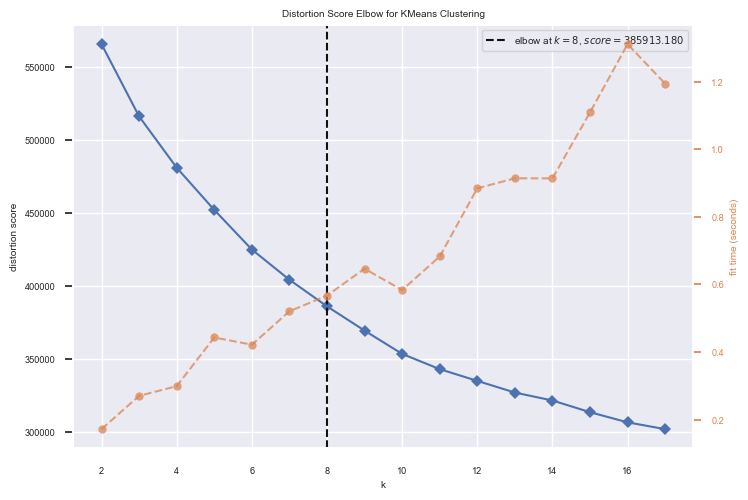 Distortion Score Elbow for KMeans Clustering
elbow at k = 8, score = 385913.180
distortion score
550000
500000
450000
400000
350000
300000
fit time (seconds)
1.2
1.0
0.8
0.6
0.4
0.2
2 4 6 8 10 12 14 16
k